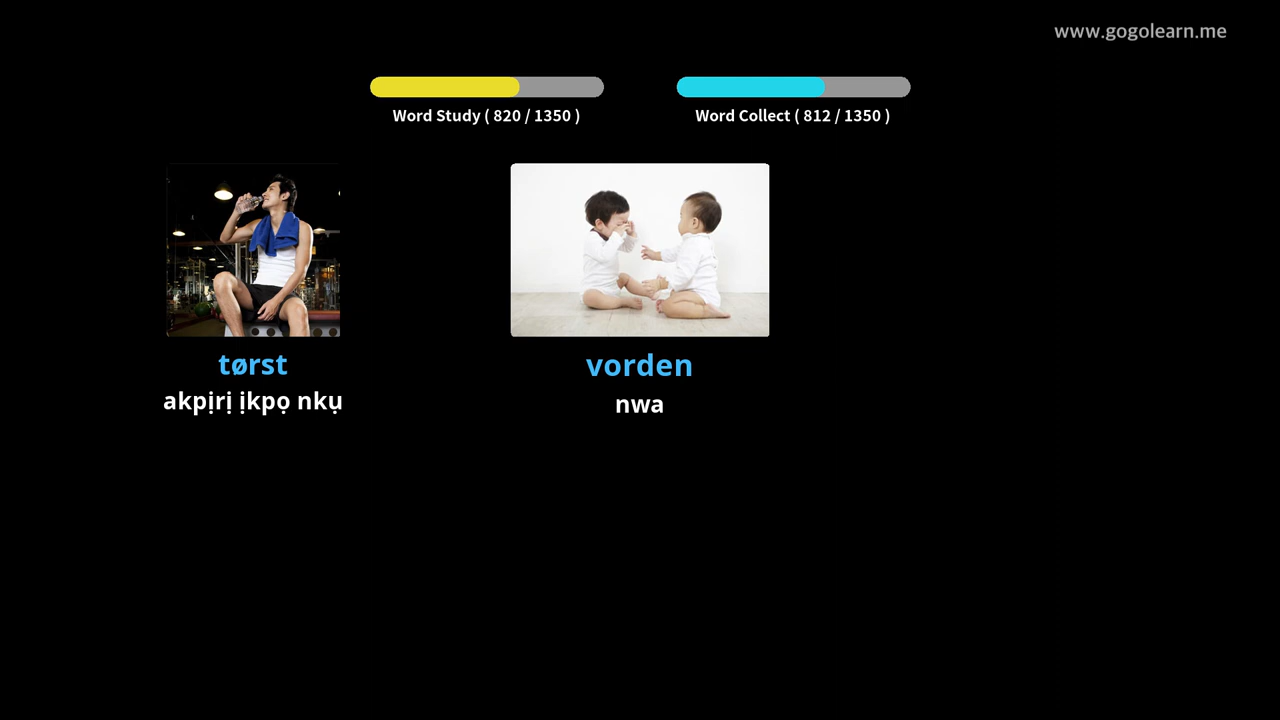 www.gogolearn.me
Word Study ( 820 / 1350 )
Word Collect ( 812 / 1350 )
tørst
akpịrị ịkpọ nkụ
vorden
nwa